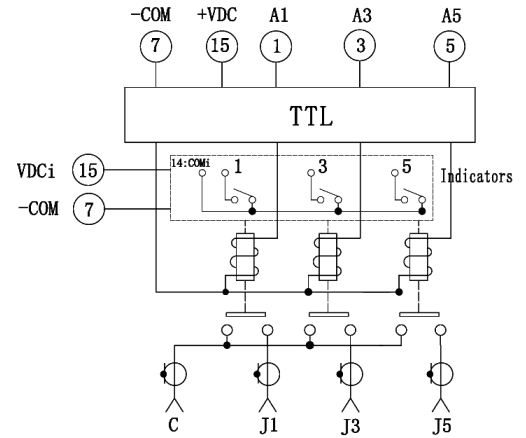 -COM +VDC A1 A3 A5
7 15 1 3 5
TTL
14:COMi 1 3 5
VDCi 15 Indicators
-COM 7
C J1 J3 J5